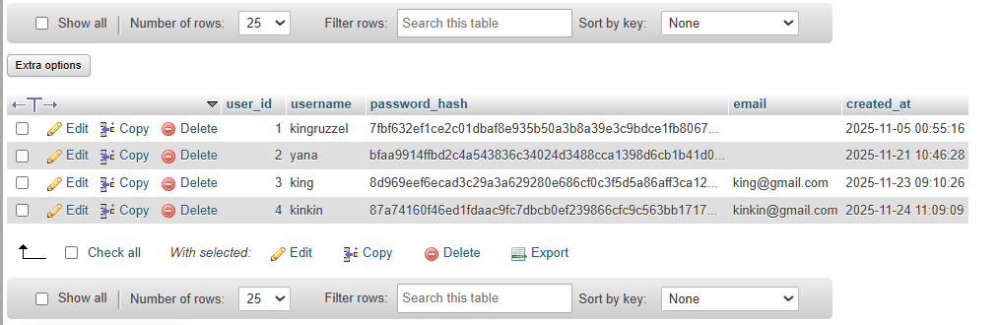 Show all Number of rows: 25 Filter rows: Search this table Sort by key: None
Extra options
user_id username password_hash email created_at
Edit Copy Delete 1 kingruzzel 7fbf632ef1ce2c01dbaf8e935b50a3b8a39e3c9bdce1fb8067... 2025-11-05 00:55:16
Edit Copy Delete 2 yana bfaa9914ffbd2c4a543836c34024d3488cca1398d6cb1b41d0... 2025-11-21 10:46:28
Edit Copy Delete 3 king 8d969eef6ecad3c29a3a629280e686cf0c3f5d5a86aff3ca12... king@gmail.com 2025-11-23 09:10:26
Edit Copy Delete 4 kinkin 87a74160f46ed1fdaac9fc7dbcb0ef239866cfc9c563bb1717... kinkin@gmail.com 2025-11-24 11:09:09
Check all With selected: Edit Copy Delete Export
Show all Number of rows: 25 Filter rows: Search this table Sort by key: None